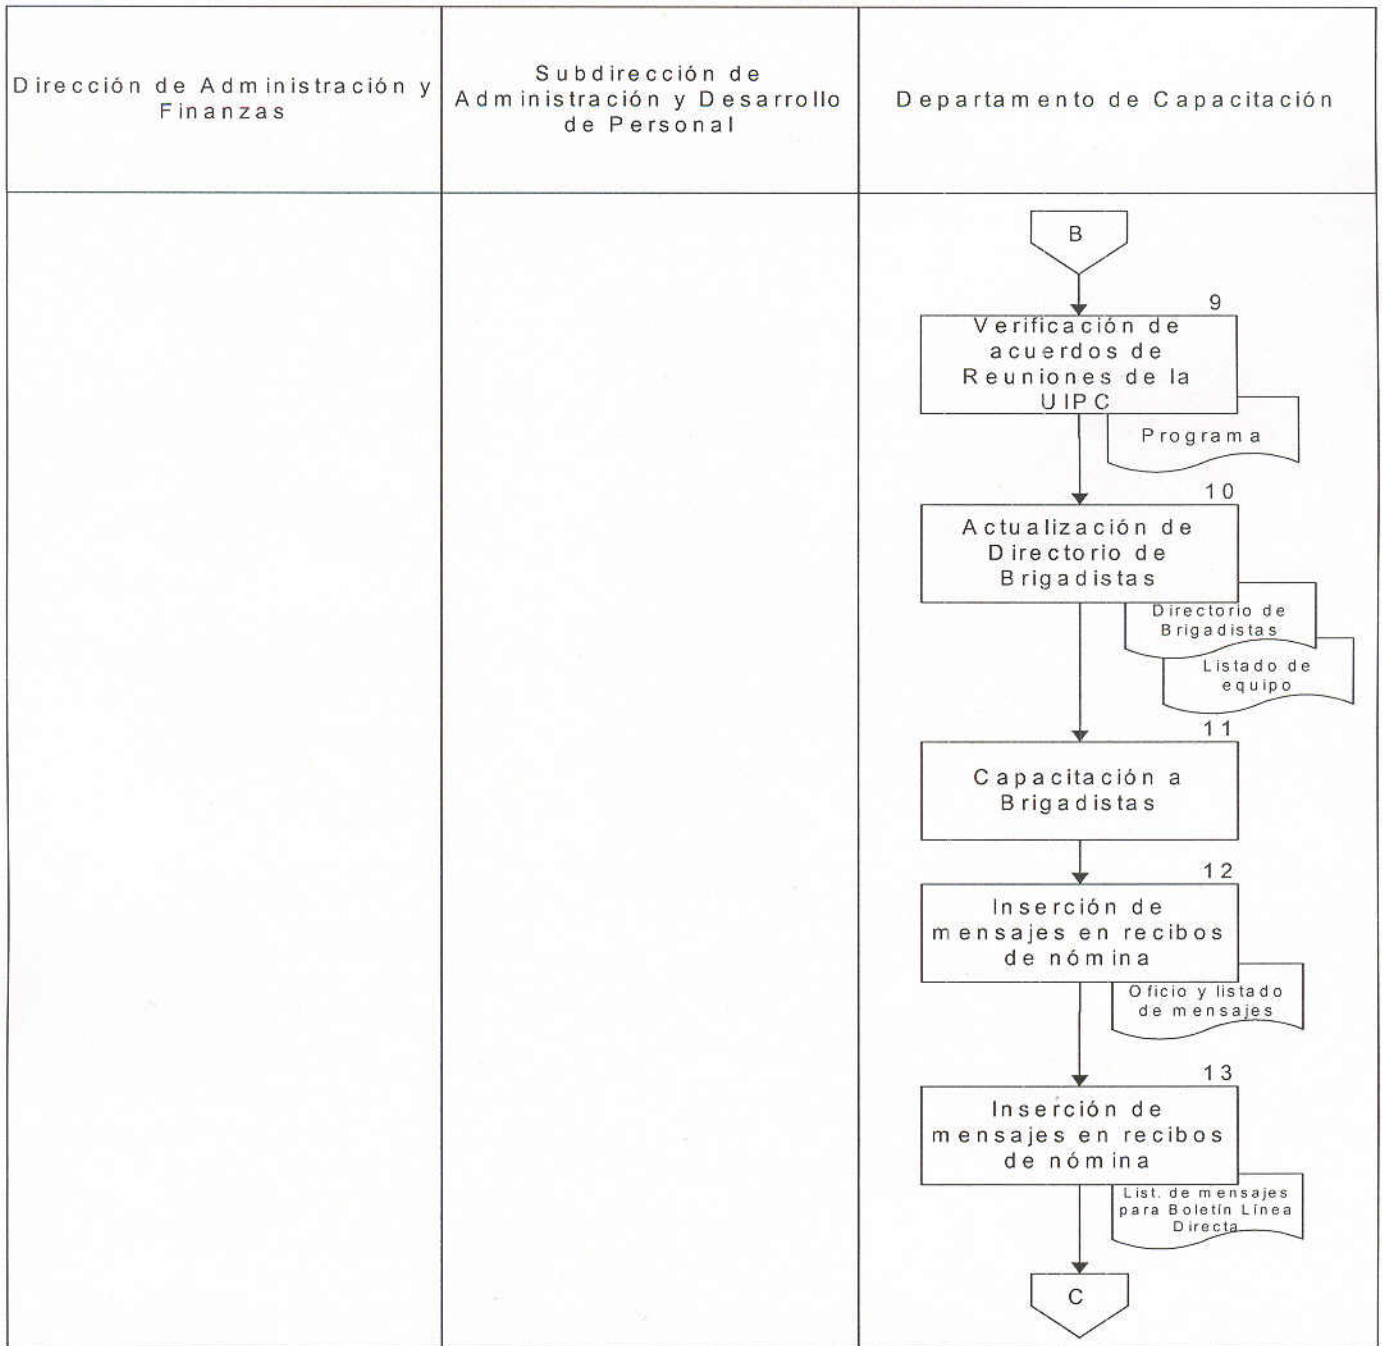 Dirección de Administración y
Finanzas
Subdirección de
Administración y Desarrollo
de Personal
Departamento de Capacitación
B
9
Verificación de
acuerdos de
Reuniones de la
UIPC
Programa
10
Actualización de
Directorio de
Brigadistas
Directorio de
Brigadistas
Listado de
equipo
11
Capacitación a
Brigadistas
12
Inserción de
mensajes en recibos
de nómina
Oficio y listado
de mensajes
13
Inserción de
mensajes en recibos
de nómina
List. de mensajes
para Boletín Línea
Directa
C